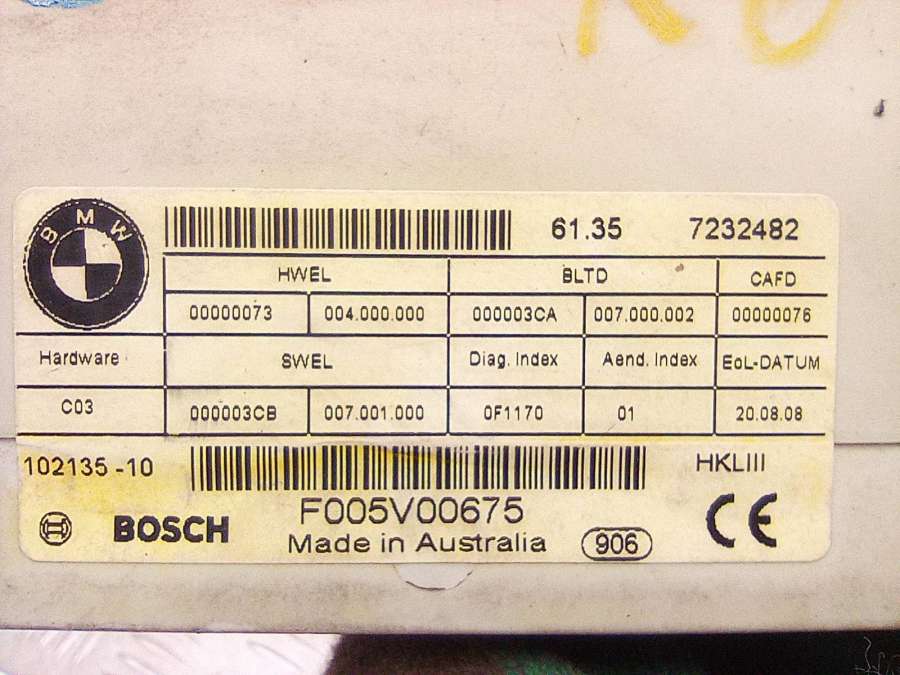 RO
BMW
61.35 7232482
HWEL BLTD CAFD
00000073 004.000.000 000003CA 007.000.002 00000076
Hardware SWEL Diag. Index Aend. Index EoL-DATUM
C03 000003CB 007.001.000 0F1170 01 20.08.08
102135 -10 HKLIII
BOSCH F005V00675
Made in Australia 906 CE